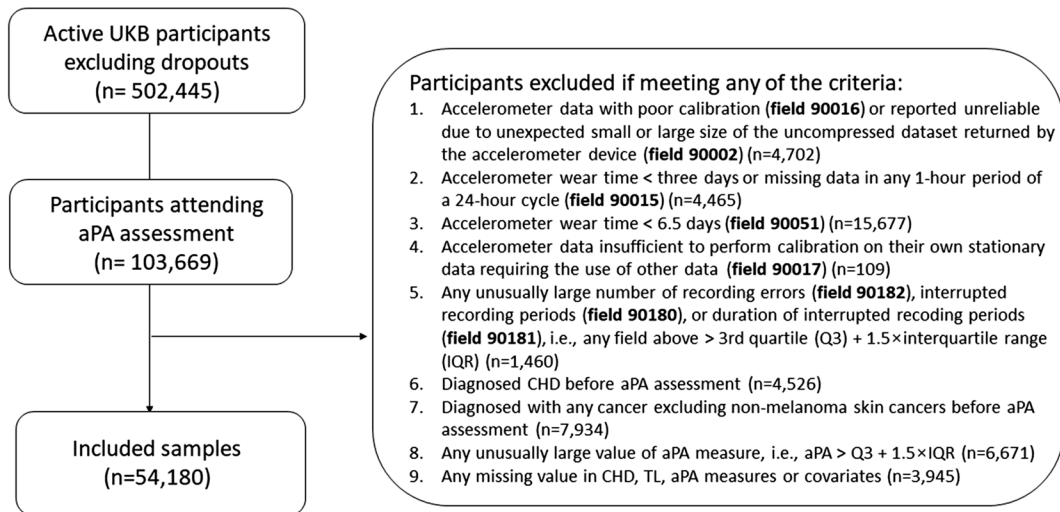 Active UKB participants
excluding dropouts
(n= 502,445)
Participants attending
aPA assessment
(n= 103,669)
Included samples
(n=54,180)
Participants excluded if meeting any of the criteria:
1. Accelerometer data with poor calibration (field 90016) or reported unreliable
due to unexpected small or large size of the uncompressed dataset returned by
the accelerometer device (field 90002) (n=4,702)
2. Accelerometer wear time < three days or missing data in any 1-hour period of
a 24-hour cycle (field 90015) (n=4,465)
3. Accelerometer wear time < 6.5 days (field 90051) (n=15,677)
4. Accelerometer data insufficient to perform calibration on their own stationary
data requiring the use of other data (field 90017) (n=109)
5. Any unusually large number of recording errors (field 90182), interrupted
recording periods (field 90180), or duration of interrupted recoding periods
(field 90181), i.e., any field above > 3rd quartile (Q3) + 1.5×interquartile range
(IQR) (n=1,460)
6. Diagnosed CHD before aPA assessment (n=4,526)
7. Diagnosed with any cancer excluding non-melanoma skin cancers before aPA
assessment (n=7,934)
8. Any unusually large value of aPA measure, i.e., aPA > Q3 + 1.5×IQR (n=6,671)
9. Any missing value in CHD, TL, aPA measures or covariates (n=3,945)